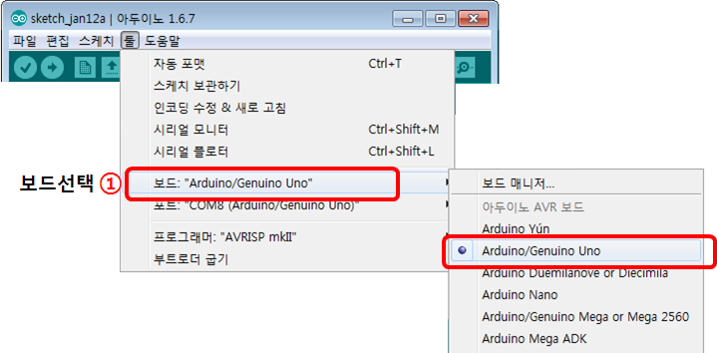 sketch_jan12a | 아두이노 1.6.7
파일 편집 스케치 툴 도움말
자동 포맷 Ctrl+T
스케치 보관하기
인코딩 수정 & 새로 고침
시리얼 모니터 Ctrl+Shift+M
시리얼 플로터 Ctrl+Shift+L
보드선택 ①
보드: "Arduino/Genuino Uno"
포트: "COM8 (Arduino/Genuino Uno)"
프로그래머: "AVRISP mkII"
부트로더 굽기
보드 매니저...
아두이노 AVR 보드
Arduino Yún
Arduino/Genuino Uno
Arduino Duemilanove or Diecimila
Arduino Nano
Arduino/Genuino Mega or Mega 2560
Arduino Mega ADK